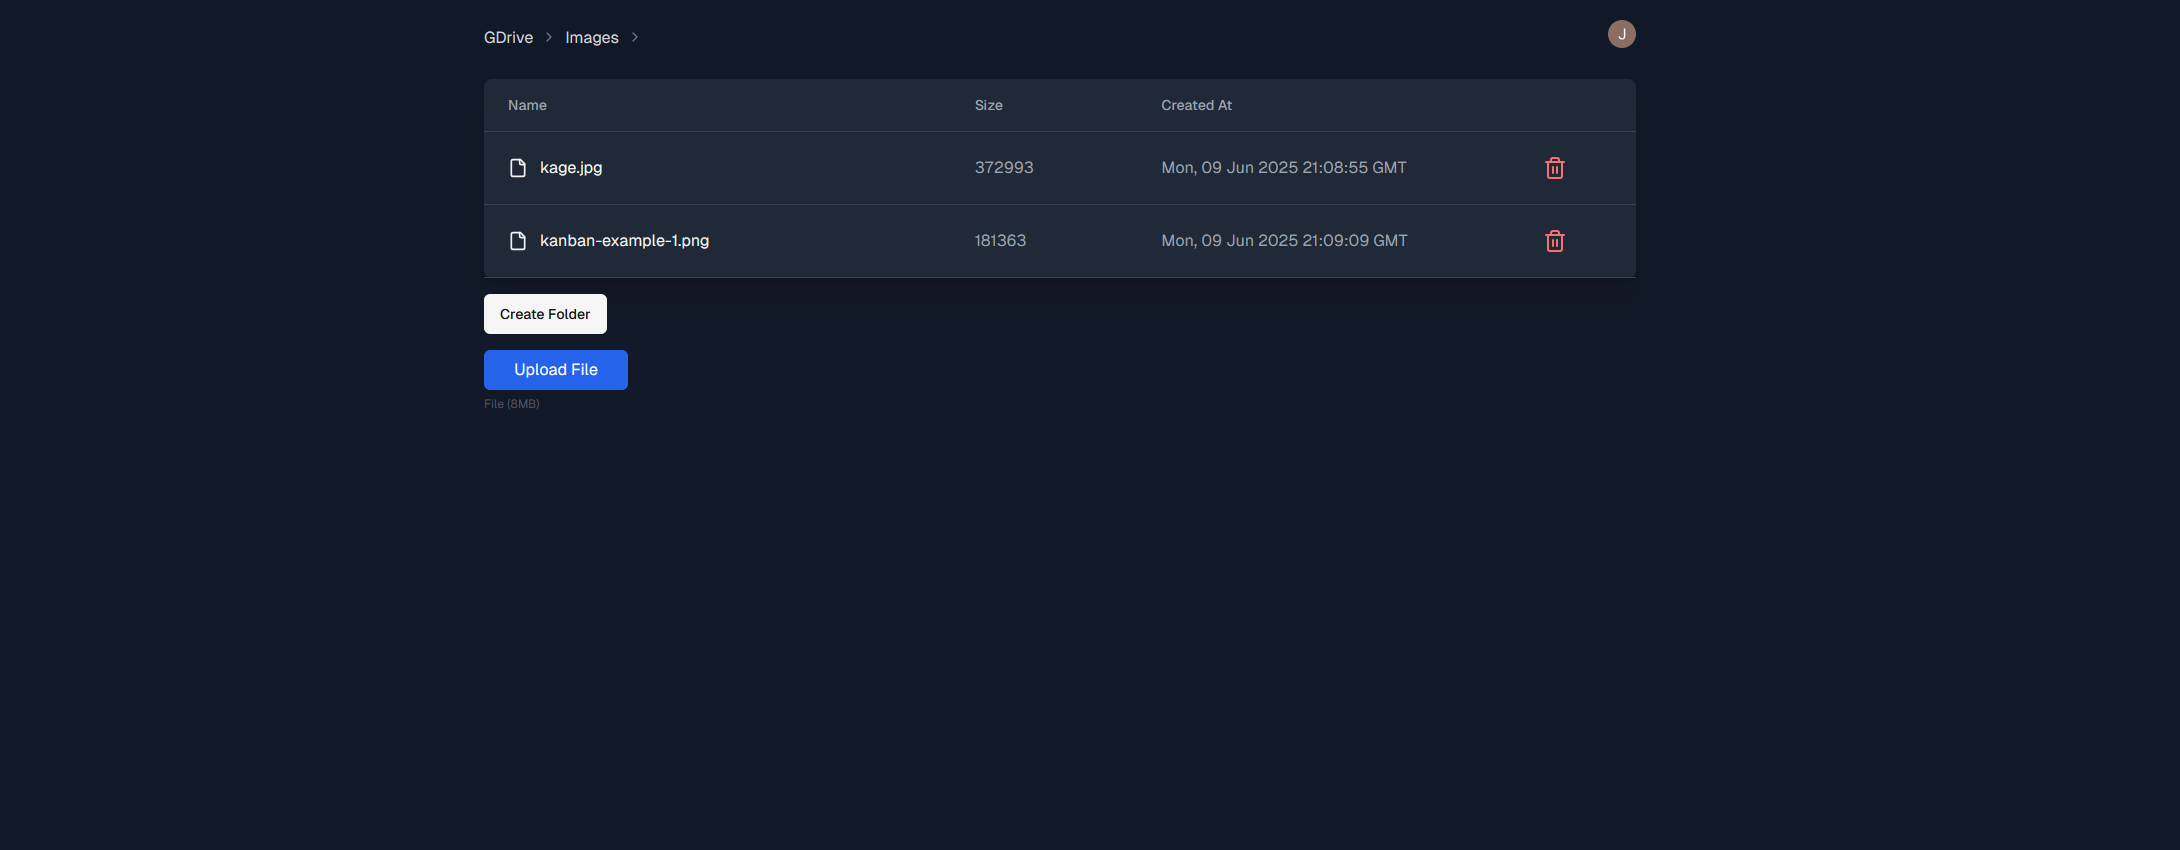 GDrive Images
J
Name Size Created At
kage.jpg 372993 Mon, 09 Jun 2025 21:08:55 GMT
kanban-example-1.png 181363 Mon, 09 Jun 2025 21:09:09 GMT
Create Folder
Upload File
File (8MB)